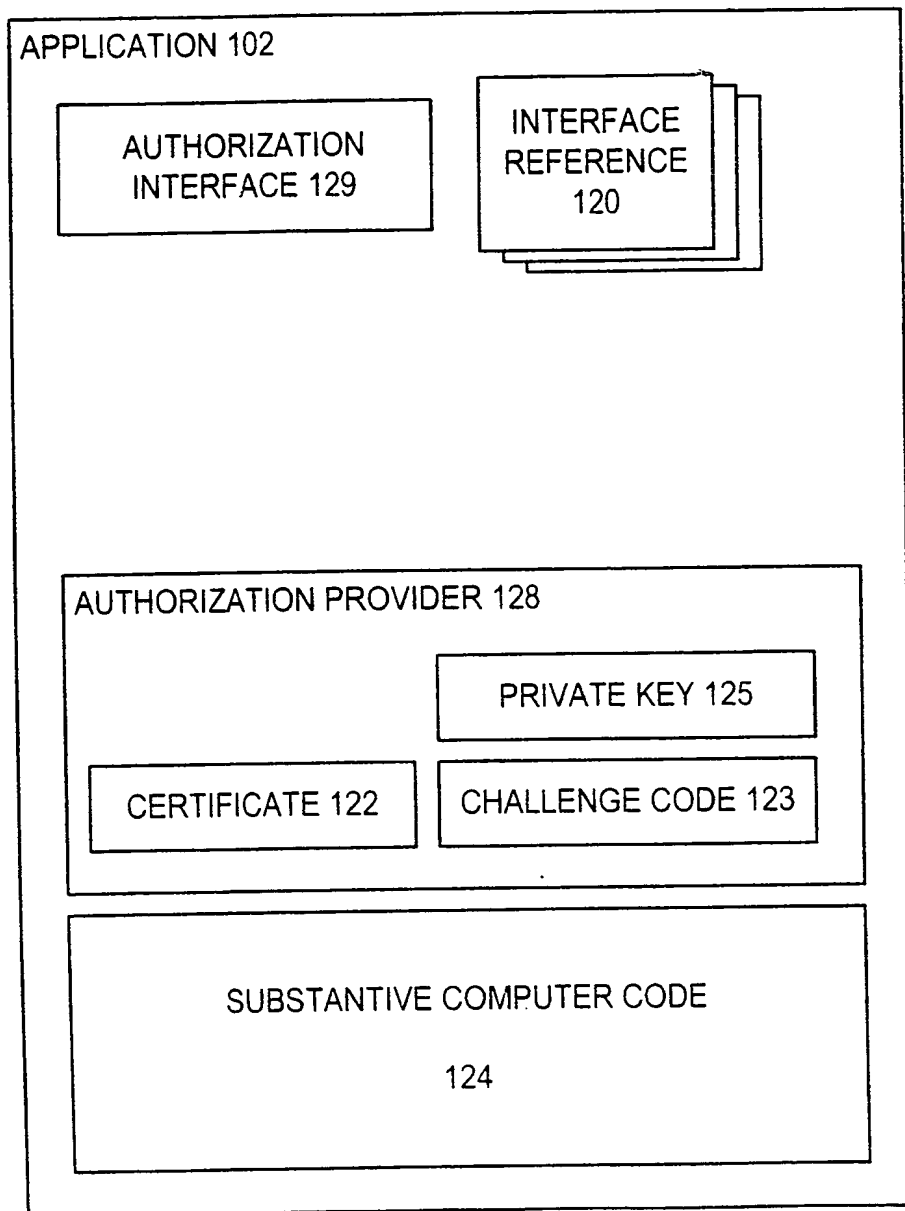 APPLICATION 102
AUTHORIZATION
INTERFACE 129
INTERFACE
REFERENCE
120
AUTHORIZATION PROVIDER 128
PRIVATE KEY 125
CERTIFICATE 122
CHALLENGE CODE 123
SUBSTANTIVE COMPUTER CODE
124